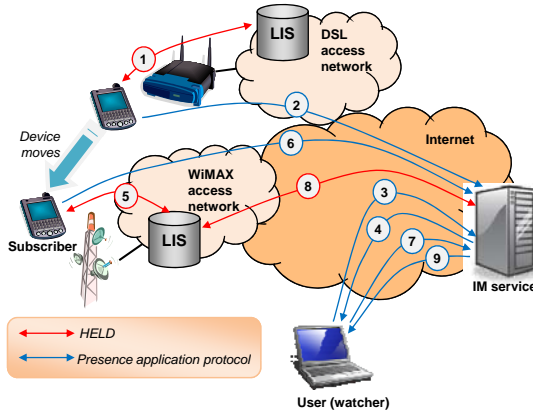 LIS
DSL
access
network
1
2
Internet
Device
moves
6
WiMAX
access
network
8
3
5
4
7
9
LIS
Subscriber
IM service
HELD
Presence application protocol
User (watcher)